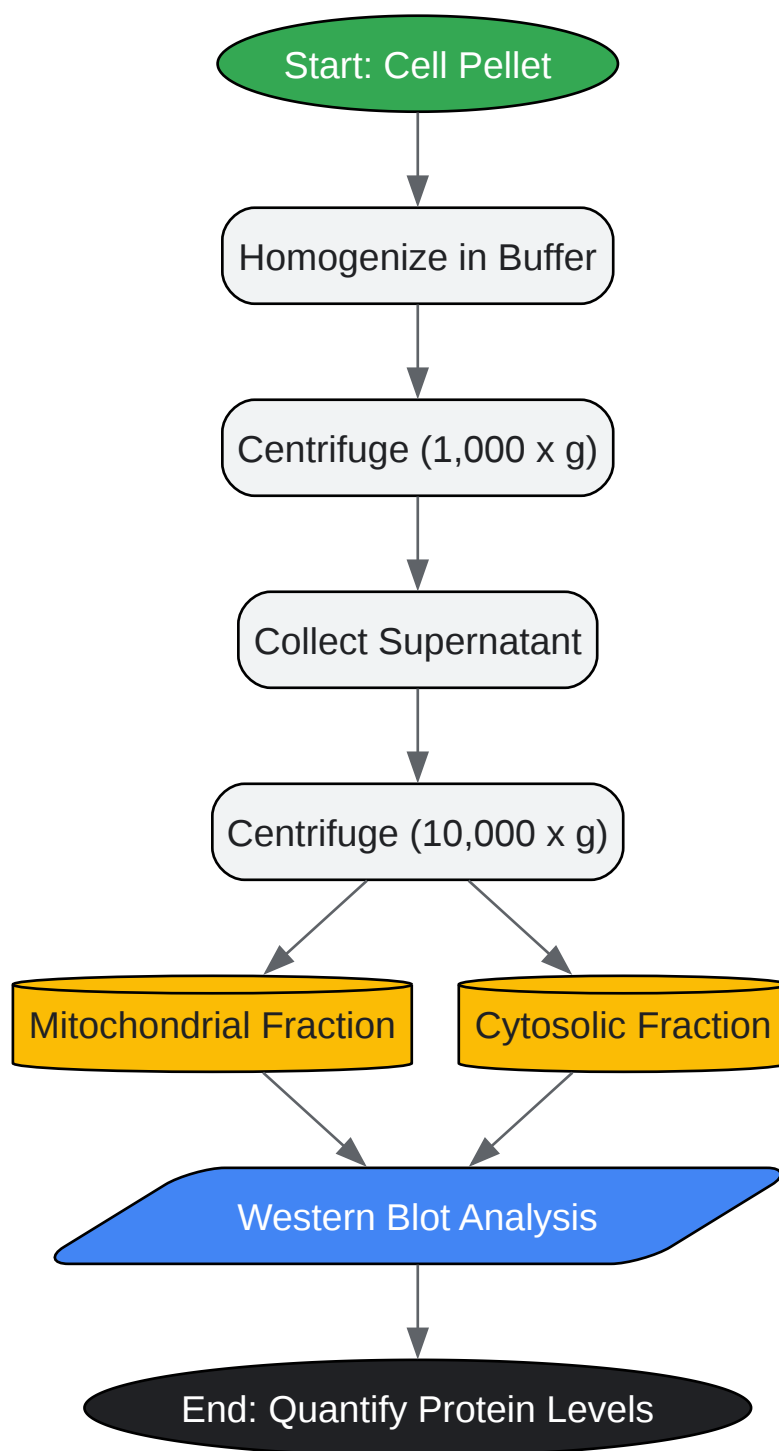 Start: Cell Pellet
Homogenize in Buffer
Centrifuge (1,000 x g)
Collect Supernatant
Centrifuge (10,000 x g)
Mitochondrial Fraction
Cytosolic Fraction
Western Blot Analysis
End: Quantify Protein Levels